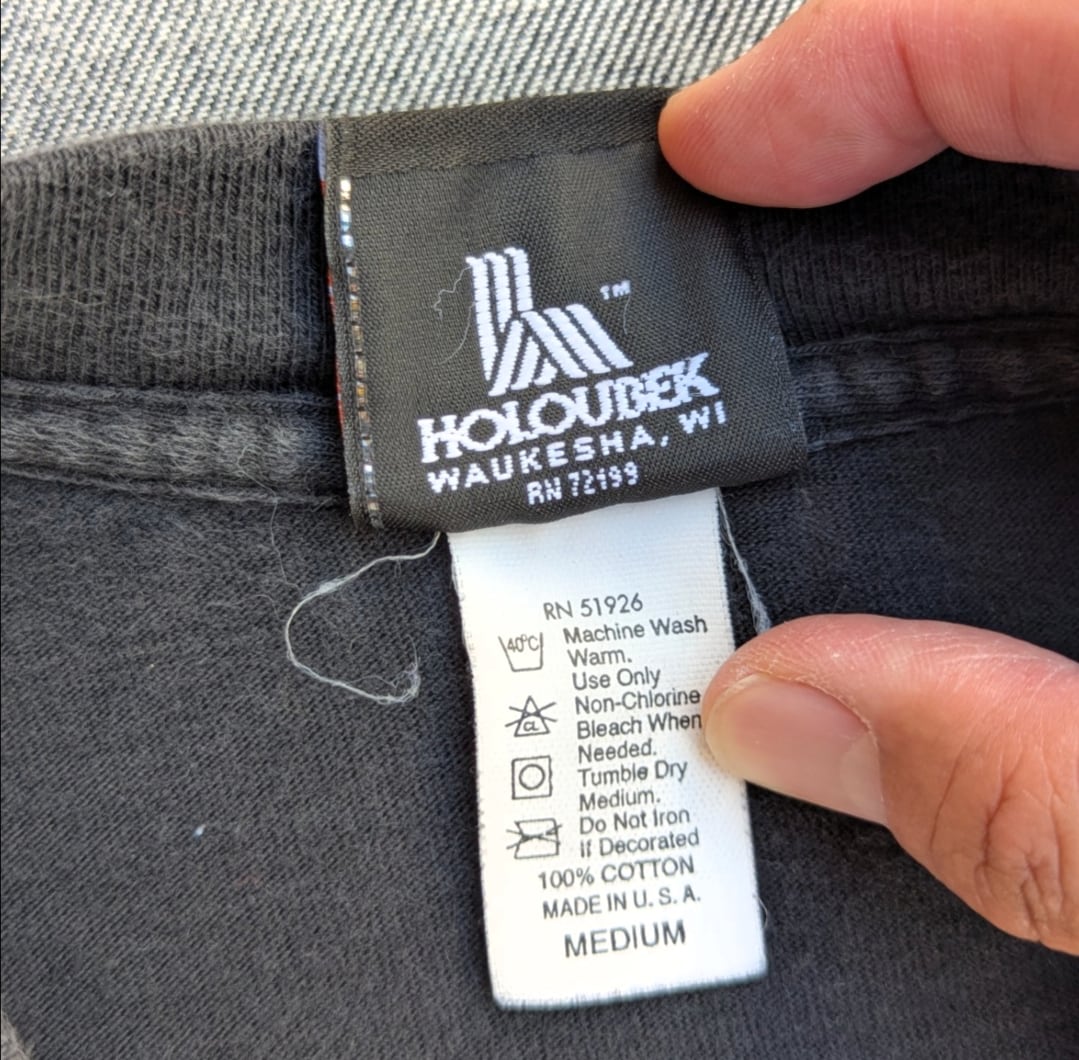 TM
HOLOUDEK
WAUKESHA, WI
RN 72199
RN 51926
40°C
Machine Wash
Warm.
Use Only
Non-Chlorine
Bleach When
Needed.
Tumble Dry
Medium.
Do Not Iron
If Decorated
100% COTTON
MADE IN U. S. A.
MEDIUM